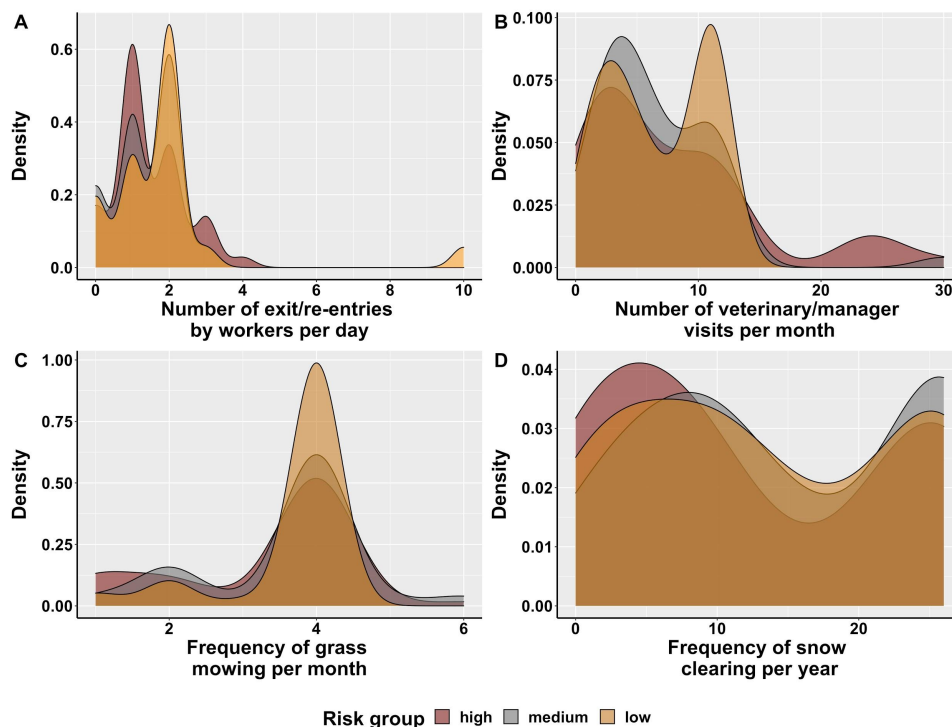 A
0.6
0.4
0.2
0.0
Density
0 2 4 6 8 10
Number of exit/re-entries
by workers per day
B
0.100
0.075
0.050
0.025
0.000
Density
0 10 20 30
Number of veterinary/manager
visits per month
C
1.00
0.75
0.50
0.25
0.00
Density
2 4 6
Frequency of grass
mowing per month
D
0.04
0.03
0.02
0.01
0.00
Density
0 10 20
Frequency of snow
clearing per year
Risk group high medium low